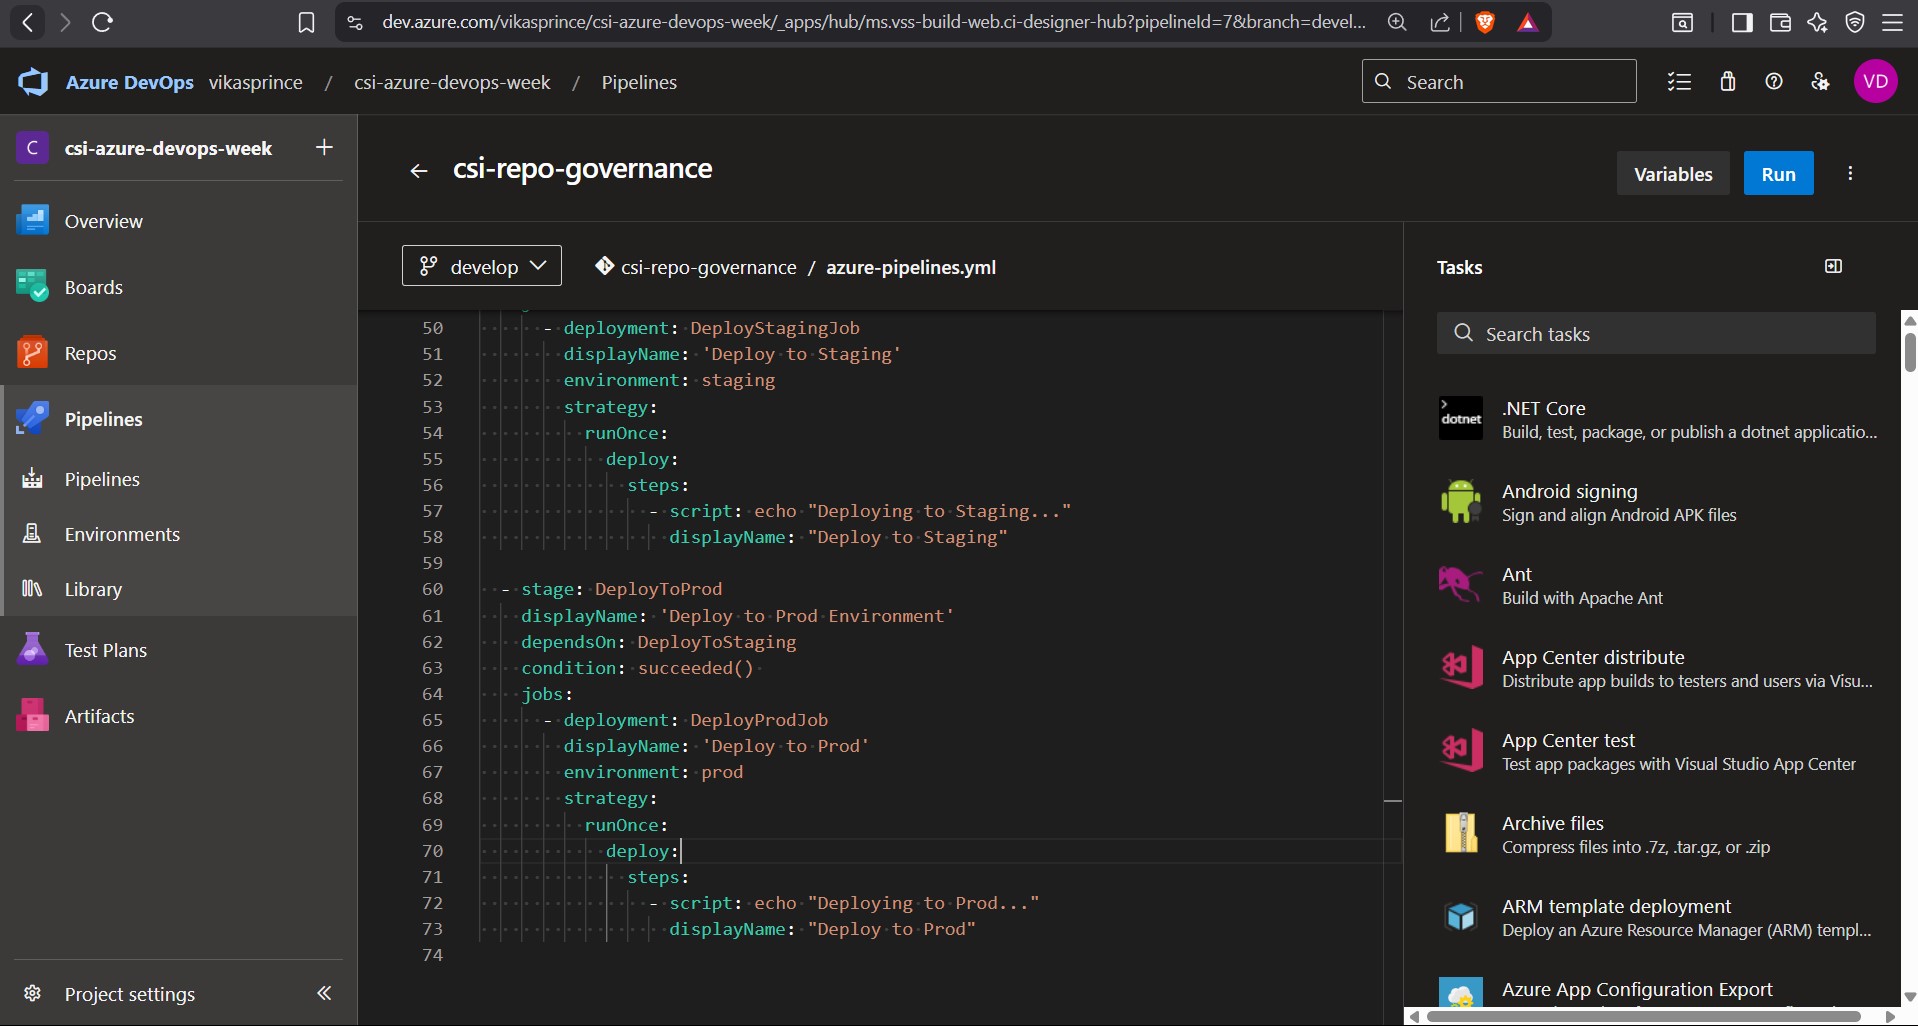 dev.azure.com/vikasprince/csi-azure-devops-week/_apps/hub/ms.vss-build-web.ci-designer-hub?pipelineId=7&branch=devel...
Azure DevOps vikasprince / csi-azure-devops-week / Pipelines
Search
VD
C csi-azure-devops-week +
Overview
Boards
Repos
Pipelines
Pipelines
Environments
Library
Test Plans
Artifacts
Project settings
csi-repo-governance
Variables
Run
develop
csi-repo-governance / azure-pipelines.yml
50 - deployment: DeployStagingJob
51 displayName: 'Deploy to Staging'
52 environment: staging
53 strategy:
54 runOnce:
55 deploy:
56 steps:
57 - script: echo "Deploying to Staging..."
58 displayName: "Deploy to Staging"
59
60 - stage: DeployToProd
61 displayName: 'Deploy to Prod Environment'
62 dependsOn: DeployToStaging
63 condition: succeeded()
64 jobs:
65 - deployment: DeployProdJob
66 displayName: 'Deploy to Prod'
67 environment: prod
68 strategy:
69 runOnce:
70 deploy:
71 steps:
72 - script: echo "Deploying to Prod..."
73 displayName: "Deploy to Prod"
74
Tasks
Search tasks
dotnet
.NET Core
Build, test, package, or publish a dotnet applicatio...
Android signing
Sign and align Android APK files
Ant
Build with Apache Ant
App Center distribute
Distribute app builds to testers and users via Visu...
App Center test
Test app packages with Visual Studio App Center
Archive files
Compress files into .7z, .tar.gz, or .zip
ARM template deployment
Deploy an Azure Resource Manager (ARM) templ...
Azure App Configuration Export